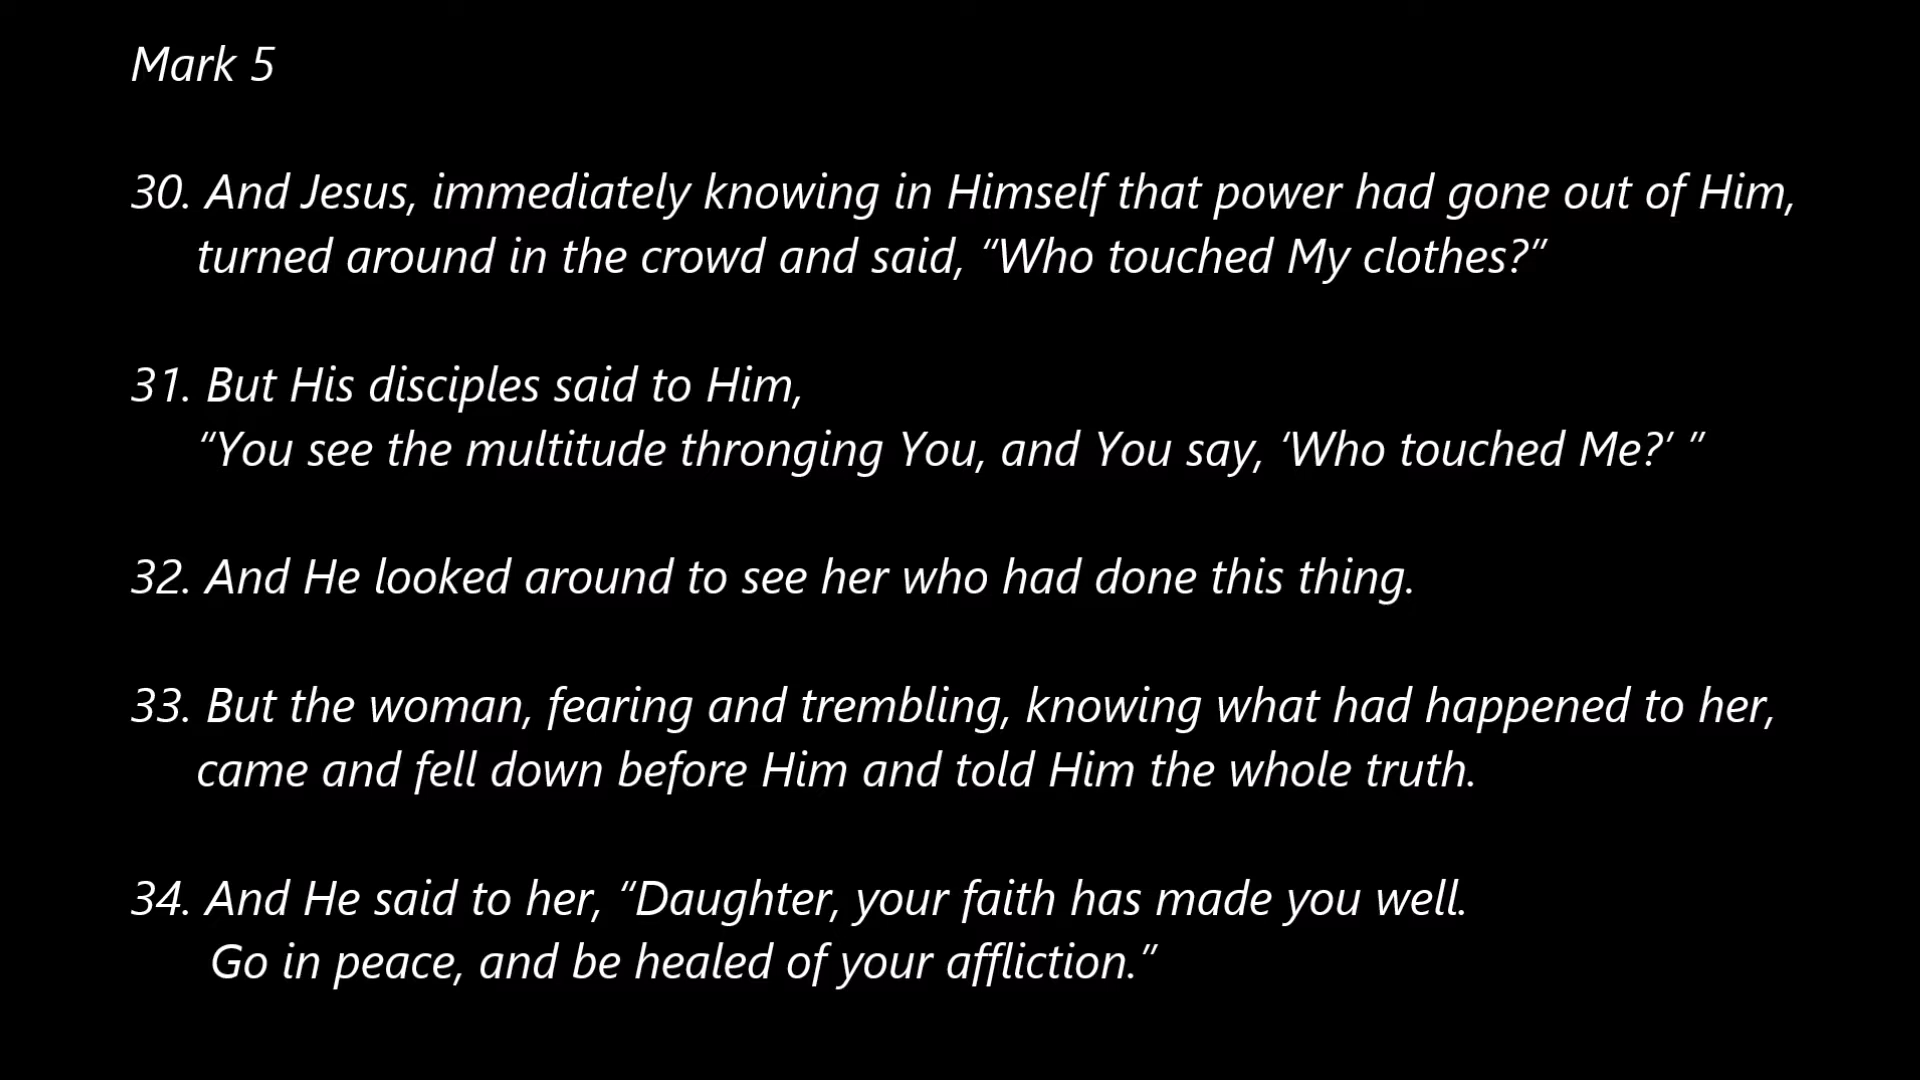 Mark 5
30. And Jesus, immediately knowing in Himself that power had gone out of Him,
turned around in the crowd and said, “Who touched My clothes?”
31. But His disciples said to Him,
“You see the multitude thronging You, and You say, ‘Who touched Me?’ ”
32. And He looked around to see her who had done this thing.
33. But the woman, fearing and trembling, knowing what had happened to her,
came and fell down before Him and told Him the whole truth.
34. And He said to her, “Daughter, your faith has made you well.
Go in peace, and be healed of your affliction.”